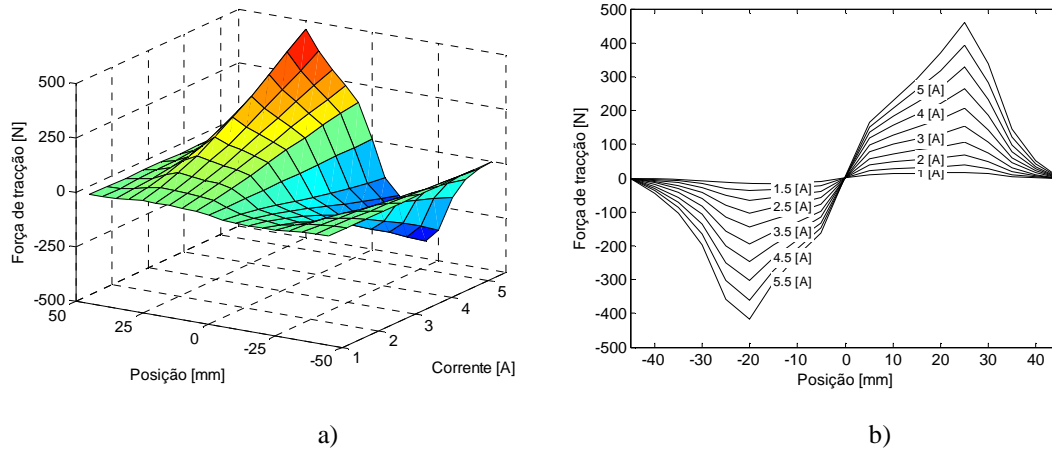 500
250
0
-250
-500
Força de tracção [N]
50
25
0
-25
-50
Posição [mm]
1
2
3
4
5
Corrente [A]
a)
500
400
300
200
100
0
-100
-200
-300
-400
-500
Força de tracção [N]
5 [A]
4 [A]
3 [A]
2 [A]
1 [A]
1.5 [A]
2.5 [A]
3.5 [A]
4.5 [A]
5.5 [A]
-40
-30
-20
-10
0
10
20
30
40
Posição [mm]
b)